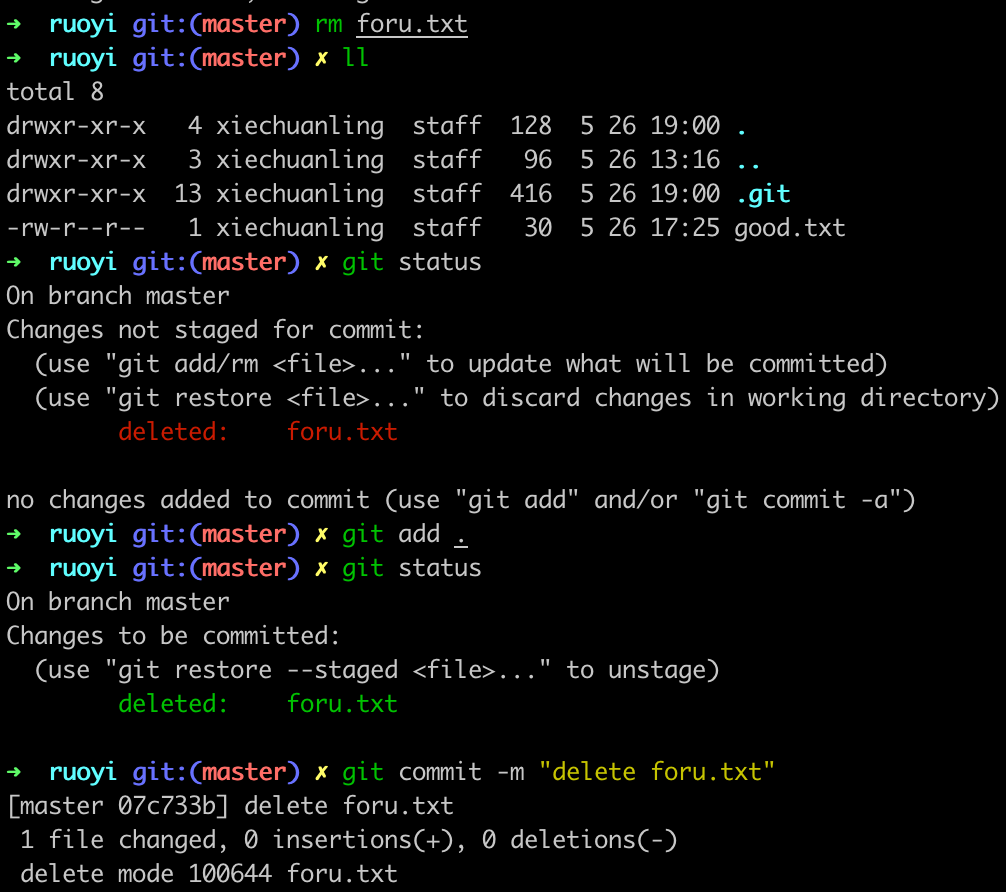 ➜  ruoyi git:(master) rm foru.txt
➜  ruoyi git:(master) ✗ ll
total 8
drwxr-xr-x   4 xiechuanling  staff  128  5 26 19:00 .
drwxr-xr-x   3 xiechuanling  staff   96  5 26 13:16 ..
drwxr-xr-x  13 xiechuanling  staff  416  5 26 19:00 .git
-rw-r--r--   1 xiechuanling  staff   30  5 26 17:25 good.txt
➜  ruoyi git:(master) ✗ git status
On branch master
Changes not staged for commit:
  (use "git add/rm <file>..." to update what will be committed)
  (use "git restore <file>..." to discard changes in working directory)
        deleted:    foru.txt

no changes added to commit (use "git add" and/or "git commit -a")
➜  ruoyi git:(master) ✗ git add .
➜  ruoyi git:(master) ✗ git status
On branch master
Changes to be committed:
  (use "git restore --staged <file>..." to unstage)
        deleted:    foru.txt

➜  ruoyi git:(master) ✗ git commit -m "delete foru.txt"
[master 07c733b] delete foru.txt
 1 file changed, 0 insertions(+), 0 deletions(-)
 delete mode 100644 foru.txt